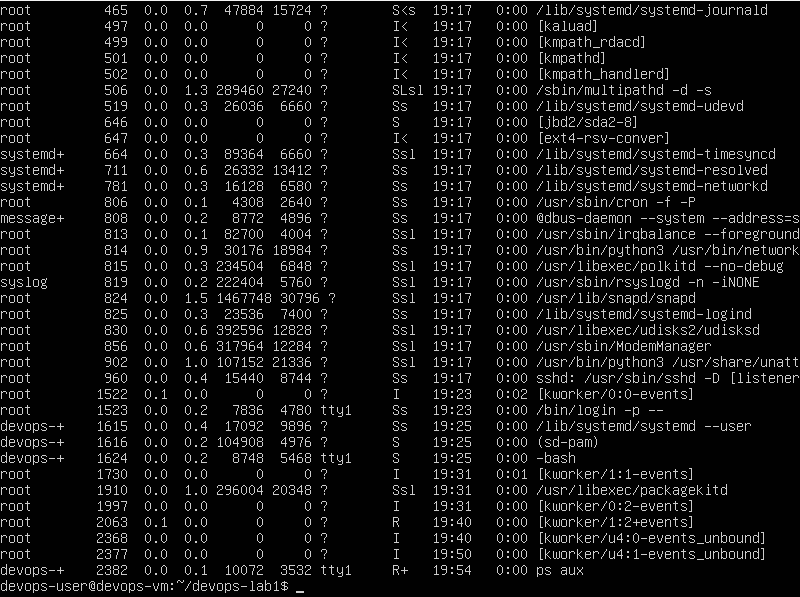 root 465 0.0 0.7 47884 15724 ? S<s 19:17 0:00 /lib/systemd/systemd-journald
root 497 0.0 0.0 0 0 ? I< 19:17 0:00 [kaluad]
root 499 0.0 0.0 0 0 ? I< 19:17 0:00 [kmpath_rdacd]
root 501 0.0 0.0 0 0 ? I< 19:17 0:00 [kmpathd]
root 502 0.0 0.0 0 0 ? I< 19:17 0:00 [kmpath_handlerd]
root 506 0.0 1.3 289460 27240 ? SLsl 19:17 0:00 /sbin/multipathd -d -s
root 519 0.0 0.3 26036 6660 ? Ss 19:17 0:00 /lib/systemd/systemd-udevd
root 646 0.0 0.0 0 0 ? S 19:17 0:00 [jbd2/sda2-8]
root 647 0.0 0.0 0 0 ? I< 19:17 0:00 [ext4-rsv-conver]
systemd+ 664 0.0 0.3 89364 6660 ? Ssl 19:17 0:00 /lib/systemd/systemd-timesyncd
systemd+ 711 0.0 0.6 26332 13412 ? Ss 19:17 0:00 /lib/systemd/systemd-resolved
systemd+ 781 0.0 0.3 16128 6580 ? Ss 19:17 0:00 /lib/systemd/systemd-networkd
root 806 0.0 0.1 4308 2640 ? Ss 19:17 0:00 /usr/sbin/cron -f -P
message+ 808 0.0 0.2 8772 4896 ? Ss 19:17 0:00 @dbus-daemon --system --address=s
root 813 0.0 0.1 82700 4004 ? Ssl 19:17 0:00 /usr/sbin/irqbalance --foreground
root 814 0.0 0.9 30176 18984 ? Ss 19:17 0:00 /usr/bin/python3 /usr/bin/network
root 815 0.0 0.3 234504 6848 ? Ssl 19:17 0:00 /usr/libexec/polkitd --no-debug
syslog 819 0.0 0.2 222404 5760 ? Ssl 19:17 0:00 /usr/sbin/rsyslogd -n -iNONE
root 824 0.0 1.5 1467748 30796 ? Ssl 19:17 0:00 /usr/lib/snapd/snapd
root 825 0.0 0.3 23536 7400 ? Ss 19:17 0:00 /lib/systemd/systemd-logind
root 830 0.0 0.6 392596 12828 ? Ssl 19:17 0:00 /usr/libexec/udisks2/udisksd
root 856 0.0 0.6 317964 12284 ? Ssl 19:17 0:00 /usr/sbin/ModemManager
root 902 0.0 1.0 107152 21336 ? Ssl 19:17 0:00 /usr/bin/python3 /usr/share/unatt
root 960 0.0 0.4 15440 8744 ? Ss 19:17 0:00 sshd: /usr/sbin/sshd -D [listener
root 1522 0.1 0.0 0 0 ? I 19:23 0:02 [kworker/0:0-events]
root 1523 0.0 0.2 7836 4780 tty1 Ss 19:23 0:00 /bin/login -p --
devops-+ 1615 0.0 0.4 17092 9896 ? Ss 19:25 0:00 /lib/systemd/systemd --user
devops-+ 1616 0.0 0.2 104908 4976 ? S 19:25 0:00 (sd-pam)
devops-+ 1624 0.0 0.2 8748 5468 tty1 S 19:25 0:00 -bash
root 1730 0.0 0.0 0 0 ? I 19:31 0:01 [kworker/1:1-events]
root 1910 0.0 1.0 296004 20348 ? Ssl 19:31 0:00 /usr/libexec/packagekitd
root 1997 0.0 0.0 0 0 ? I 19:31 0:00 [kworker/0:2-events]
root 2063 0.1 0.0 0 0 ? R 19:40 0:00 [kworker/1:2+events]
root 2368 0.0 0.0 0 0 ? I 19:40 0:00 [kworker/u4:0-events_unbound]
root 2377 0.0 0.0 0 0 ? I 19:50 0:00 [kworker/u4:1-events_unbound]
devops-+ 2382 0.0 0.1 10072 3532 tty1 R+ 19:54 0:00 ps aux
devops-user@devops-vm:~/devops-lab1$ _